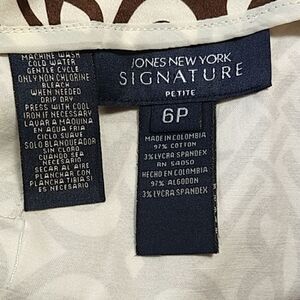 MACHINE WASH
COLD WATER
GENTLE CYCLE
ONLY NON CHLORINE
BLEACH
WHEN NEEDED
DRIP DRY
PRESS WITH COOL
IRON IF NECESSARY
LAVAR A MAQUINA
EN AGUA FRIA
CICLO SUAVE
SOLO BLANQUEADOR
SIN CLORO
CUANDO SEA
NECESARIO
SECAR AL AIRE
PLANCHAR CON
PLANCHA TIBIA SI
ES NECESARIO
JONES NEW YORK
SIGNATURE
PETITE
6P
MADE IN COLOMBIA
97% COTTON
3% LYCRA SPANDEX
RN 54050
HECHO EN COLOMBIA
97% ALGODON
3% LYCRA SPANDEX